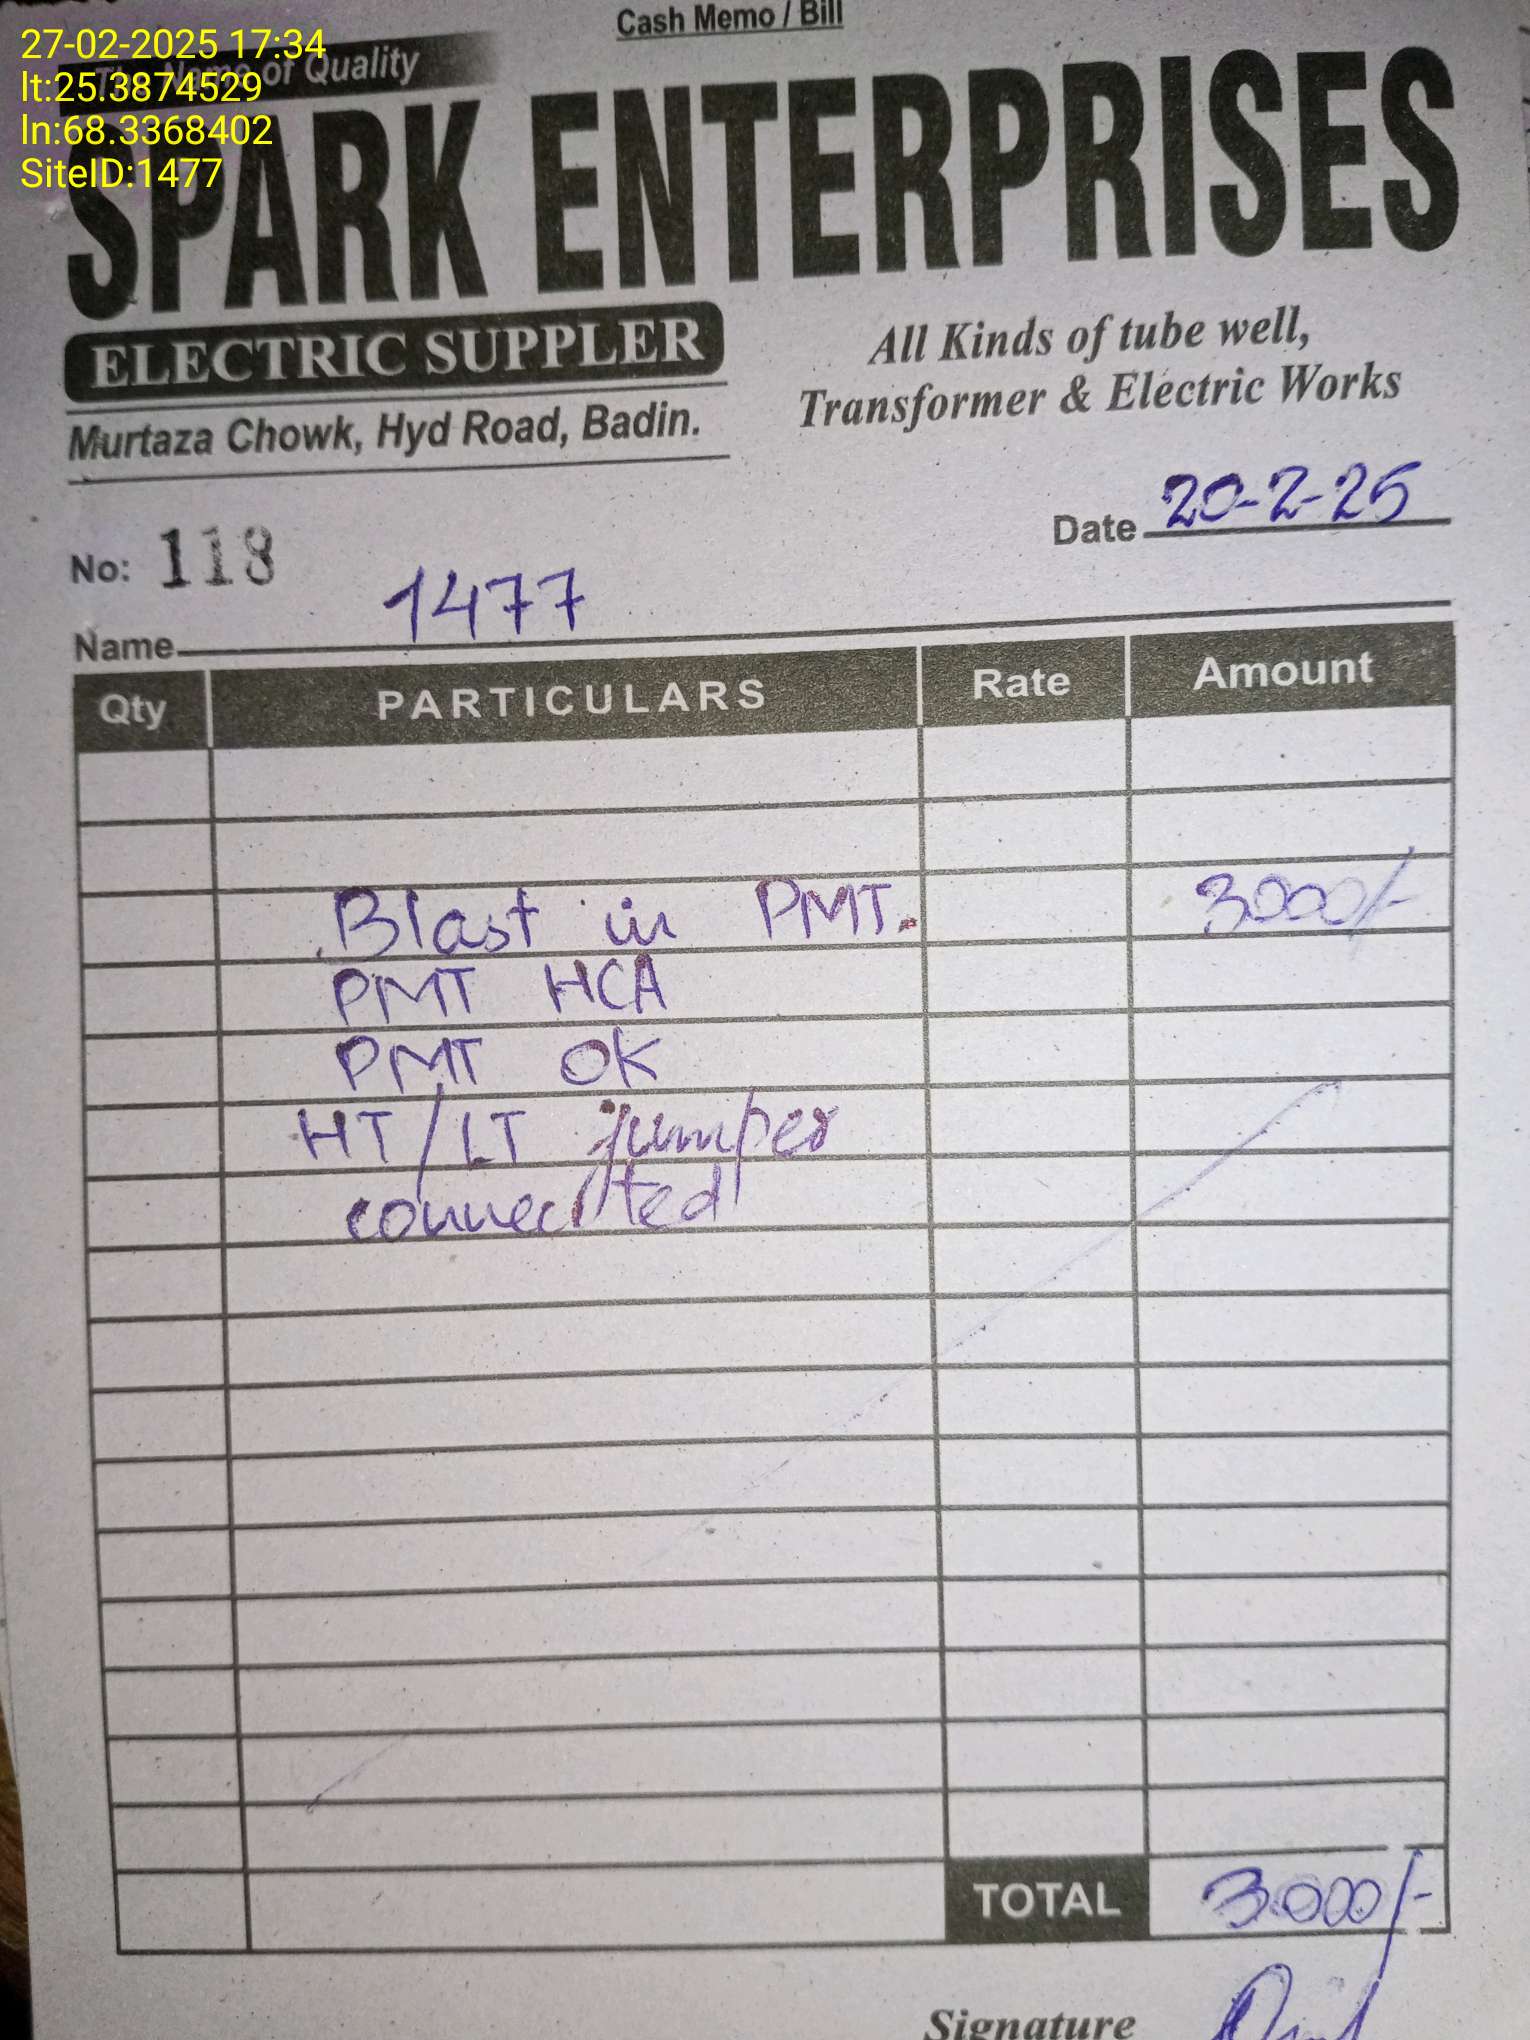 Cash Memo / Bill
27-02-2025 17:34
The Name of Quality
lt:25.3874529
ln:68.3368402
SiteID:1477
SPARK ENTERPRISES
ELECTRIC SUPPLER
Murtaza Chowk, Hyd Road, Badin.
All Kinds of tube well,
Transformer & Electric Works
Date 20-2-25
No: 118
Name 1477
Qty PARTICULARS Rate Amount
Blast in PMT. 3000/-
PMT HCA
PMT OK
HT/LT jumper
connected
TOTAL 3000/-
Signature